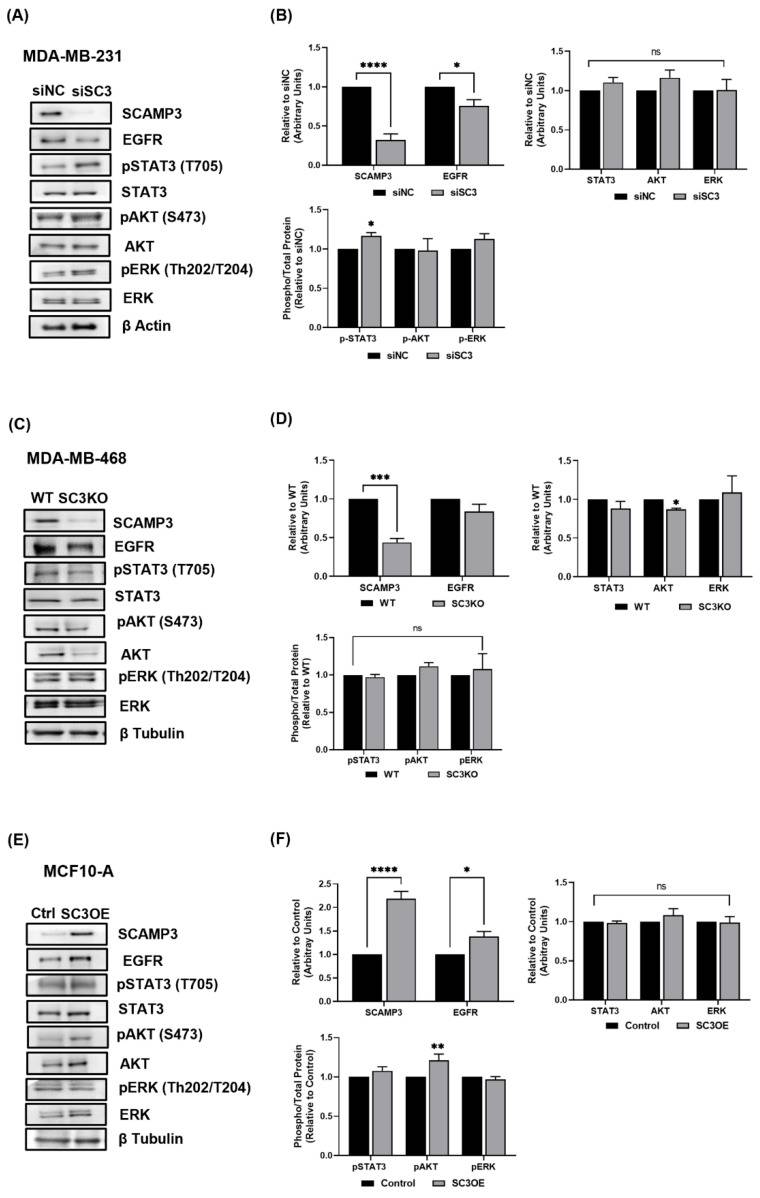 (A)
MDA-MB-231
siNC siSC3
SCAMP3
EGFR
pSTAT3 (T705)
STAT3
pAKT (S473)
AKT
pERK (Th202/T204)
ERK
β Actin
(B)
Relative to siNC
(Arbitrary Units)
1.5
1.0
0.5
0.0
**** *
SCAMP3 EGFR
siNC siSC3
Relative to siNC
(Arbitrary Units)
1.5
1.0
0.5
0.0
ns
STAT3 AKT ERK
siNC siSC3
Phospho/Total Protein
(Relative to siNC)
1.5
1.0
0.5
0.0
*
p-STAT3 p-AKT p-ERK
siNC siSC3
(C)
MDA-MB-468
WT SC3KO
SCAMP3
EGFR
pSTAT3 (T705)
STAT3
pAKT (S473)
AKT
pERK (Th202/T204)
ERK
β Tubulin
(D)
Relative to WT
(Arbitrary Units)
1.5
1.0
0.5
0.0
***
SCAMP3 EGFR
WT SC3KO
Relative to WT
(Arbitrary Units)
1.5
1.0
0.5
0.0
*
STAT3 AKT ERK
WT SC3KO
Phospho/Total Protein
(Relative to WT)
1.5
1.0
0.5
0.0
ns
pSTAT3 pAKT pERK
WT SC3KO
(E)
MCF10-A
Ctrl SC3OE
SCAMP3
EGFR
pSTAT3 (T705)
STAT3
pAKT (S473)
AKT
pERK (Th202/T204)
ERK
β Tubulin
(F)
Relative to Control
(Arbitray Units)
2.5
2.0
1.5
1.0
0.5
0.0
**** *
SCAMP3 EGFR
Control SC3OE
Relative to Control
(Arbitrary Units)
1.5
1.0
0.5
0.0
ns
STAT3 AKT ERK
Control SC3OE
Phospho/Total Protein
(Relative to Control)
1.5
1.0
0.5
0.0
**
pSTAT3 pAKT pERK
Control SC3OE